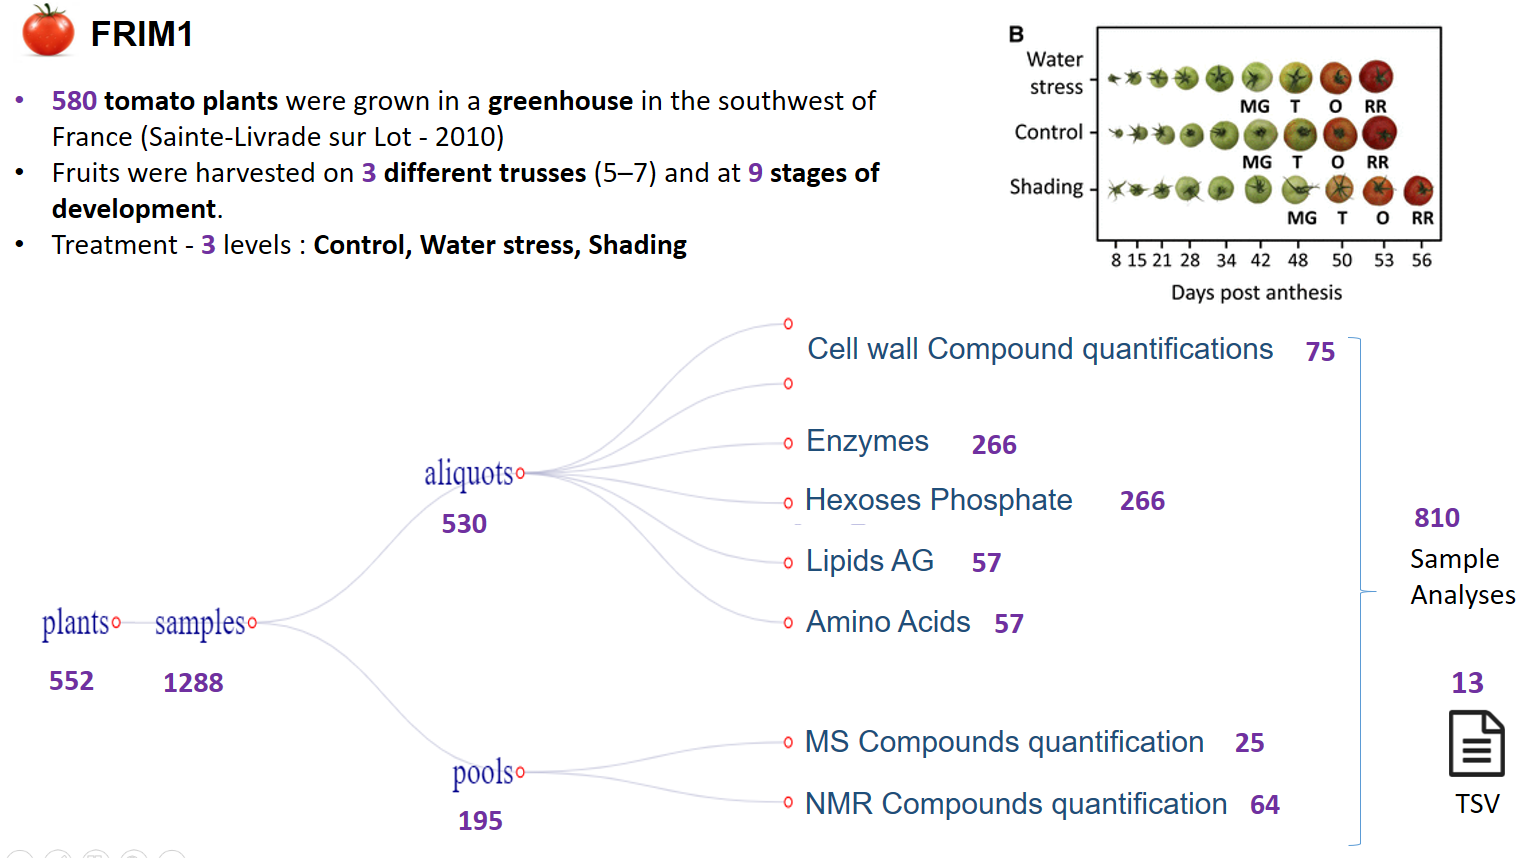 FRIM1
• 580 tomato plants were grown in a greenhouse in the southwest of
France (Sainte-Livrade sur Lot - 2010)
• Fruits were harvested on 3 different trusses (5–7) and at 9 stages of
development.
• Treatment - 3 levels : Control, Water stress, Shading
B
Water
stress
MG T O RR
Control
MG T O RR
Shading
MG T O RR
8 15 21 28 34 42 48 50 53 56
Days post anthesis
Cell wall Compound quantifications 75
Enzymes 266
aliquots
530
Hexoses Phosphate 266
Lipids AG 57
Amino Acids 57
plants samples
552 1288
pools
195
MS Compounds quantification 25
NMR Compounds quantification 64
810
Sample
Analyses
13
TSV